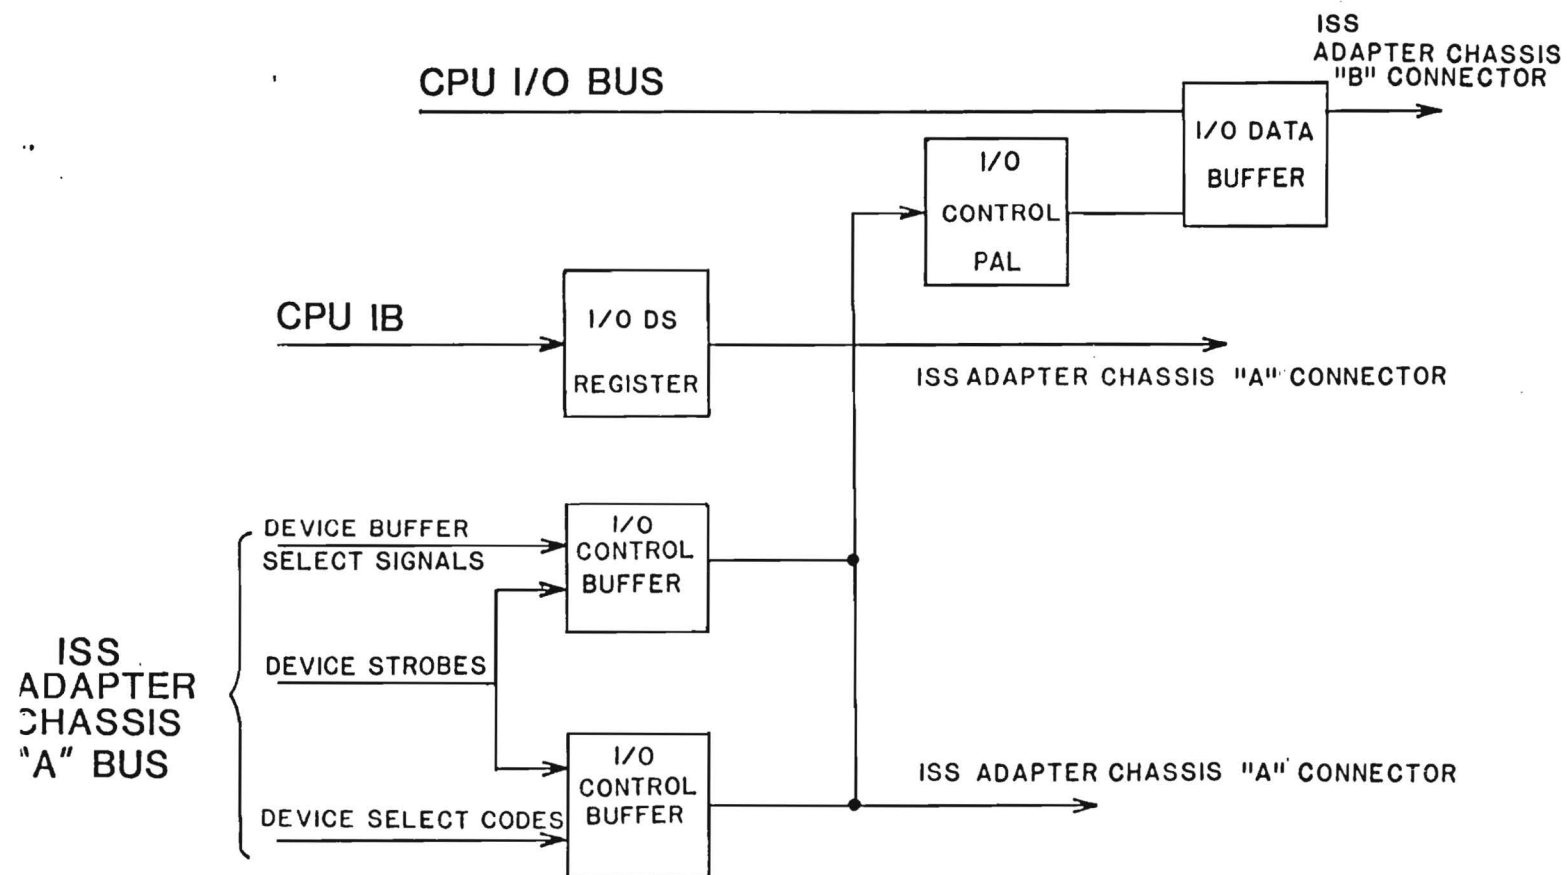 ISS
ADAPTER CHASSIS
"B" CONNECTOR
CPU I/O BUS
I/O DATA
BUFFER
I/O
CONTROL
PAL
CPU IB
I/O DS
REGISTER
ISS ADAPTER CHASSIS "A" CONNECTOR
DEVICE BUFFER
SELECT SIGNALS
I/O
CONTROL
BUFFER
ISS
ADAPTER
CHASSIS
"A" BUS
DEVICE STROBES
I/O
CONTROL
BUFFER
DEVICE SELECT CODES
ISS ADAPTER CHASSIS "A" CONNECTOR